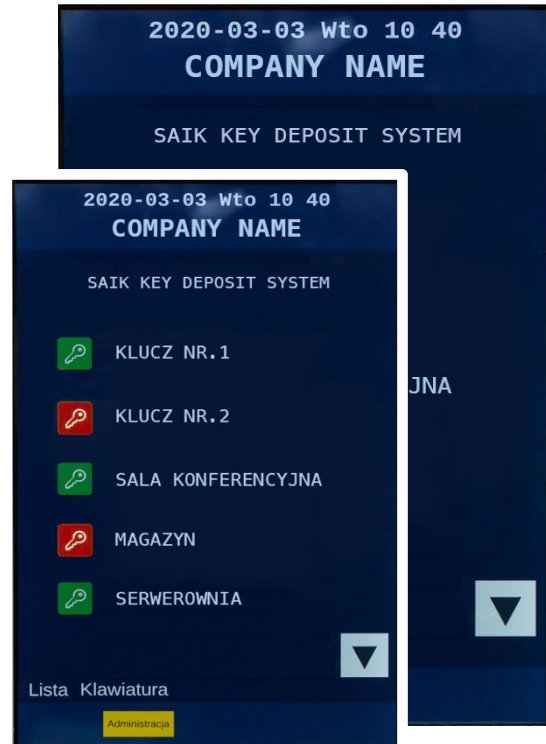 2020-03-03 Wto 10 40
COMPANY NAME
SAIK KEY DEPOSIT SYSTEM
JNA
2020-03-03 Wto 10 40
COMPANY NAME
SAIK KEY DEPOSIT SYSTEM
KLUCZ NR.1
KLUCZ NR.2
SALA KONFERENCYJNA
MAGAZYN
SERWEROWNIA
Lista Klawiatura
Administracja